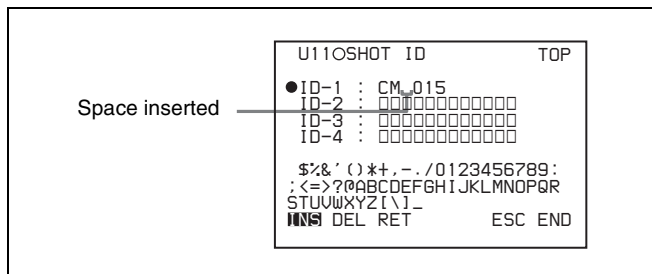 U11○SHOT ID TOP
Space inserted
●ID-1 : CM␣015
ID-2 : □□□□□□□□□□□□
ID-3 : □□□□□□□□□□□□
ID-4 : □□□□□□□□□□□□
$%&'()*+,-./0123456789:
;<=>?@ABCDEFGHIJKLMNOPQR
STUVWXYZ[\]_
INS DEL RET ESC END